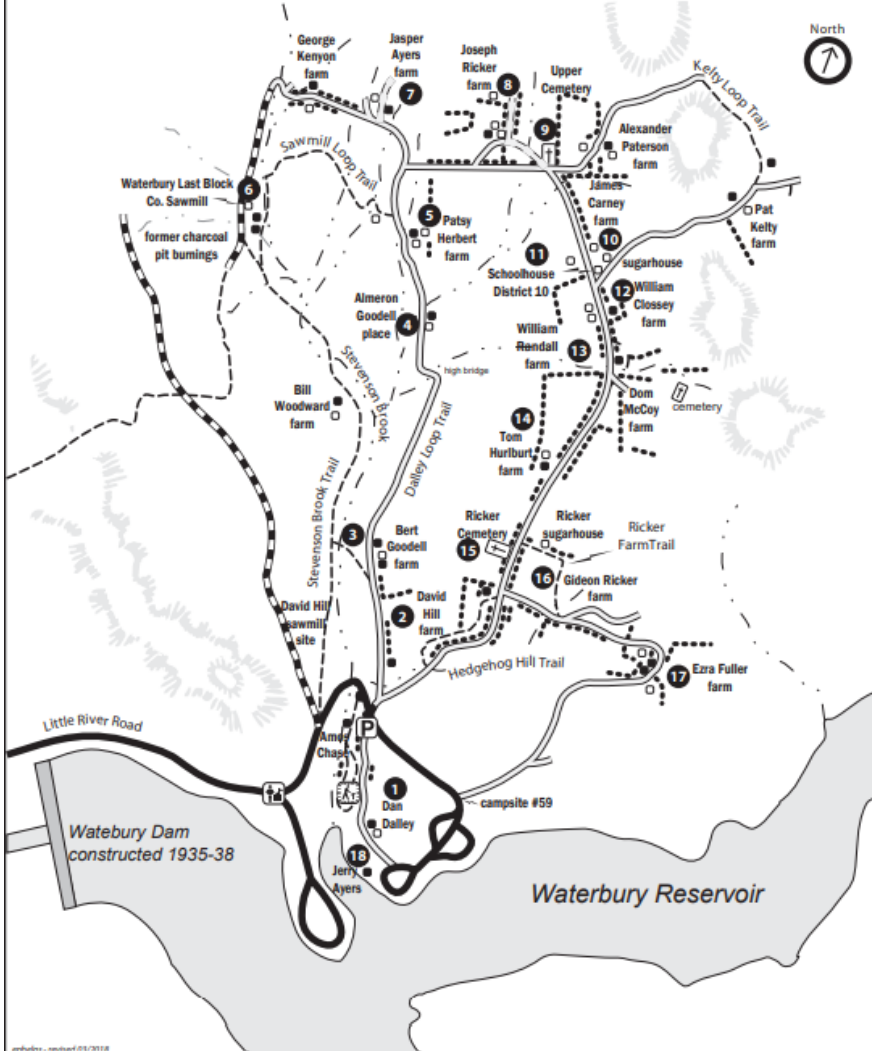 North
George
Kenyon
farm
Jasper
Ayers
farm
7
Joseph
Ricker
farm
8
Upper
Cemetery
9
Kelty Loop Trail
Alexander
Paterson
farm
Sawmill Loop Trail
Waterbury Last Block
Co. Sawmill
6
former charcoal
pit burnings
5
Patsy
Herbert
farm
James
Carney
farm
10
Pat
Kelty
farm
11
Schoolhouse
District 10
sugarhouse
12
William
Clossey
farm
Almeron
Goodell
place
4
William
Randall
farm
13
high bridge
Stevenson Brook
Bill
Woodward
farm
Dalley Loop Trail
14
Tom
Hurlburt
farm
Dom
McCoy
farm
cemetery
Stevenson Brook Trail
3
Bert
Goodell
farm
Ricker
Cemetery
15
Ricker
sugarhouse
Ricker
FarmTrail
16
Gideon Ricker
farm
David Hill
sawmill
site
2
David
Hill
farm
Hedgehog Hill Trail
17
Ezra Fuller
farm
Little River Road
P
Amos
Chase
1
Dan
Dalley
campsite #59
18
Jerry
Ayers
Watebury Dam
constructed 1935-38
Waterbury Reservoir
revised 03/2018